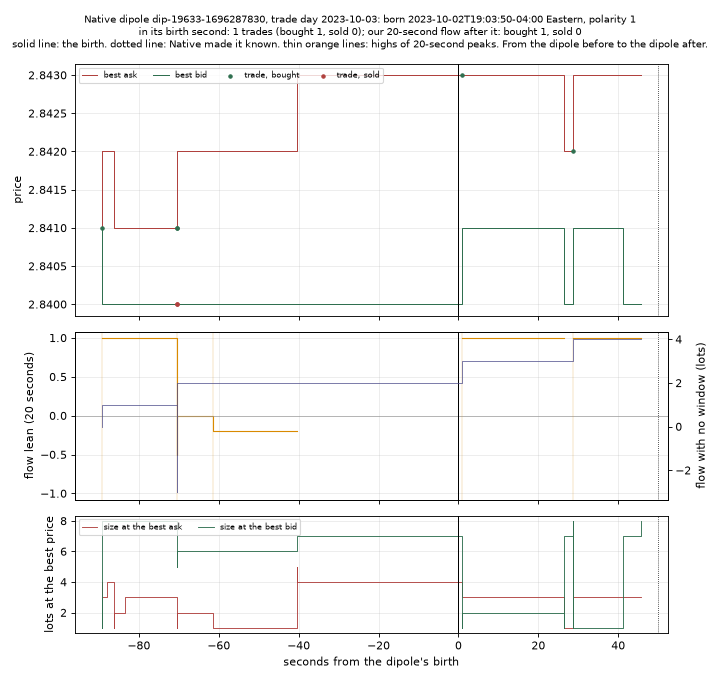 Native dipole dip-19633-1696287830, trade day 2023-10-03: born 2023-10-02T19:03:50-04:00 Eastern, polarity 1
in its birth second: 1 trades (bought 1, sold 0); our 20-second flow after it: bought 1, sold 0
solid line: the birth. dotted line: Native made it known. thin orange lines: highs of 20-second peaks. From the dipole before to the dipole after.
best ask
best bid
trade, bought
trade, sold
2.8430
2.8425
2.8420
2.8415
2.8410
2.8405
2.8400
price
1.0
0.5
0.0
−0.5
−1.0
flow lean (20 seconds)
4
2
0
−2
flow with no window (lots)
size at the best ask
size at the best bid
8
6
4
2
lots at the best price
−80
−60
−40
−20
0
20
40
seconds from the dipole's birth